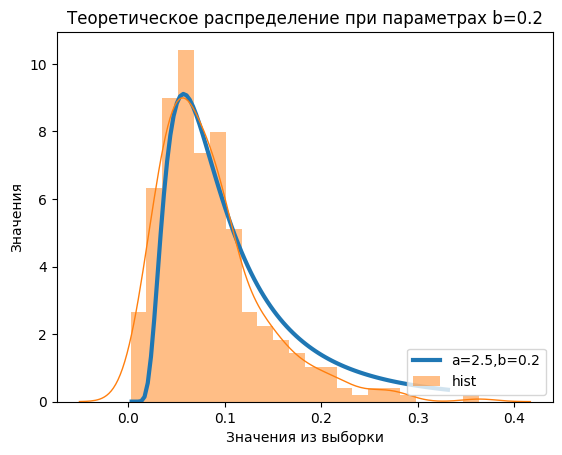 Теоретическое распределение при параметрах b=0.2
Значения
10
8
6
4
2
0
0.0 0.1 0.2 0.3 0.4
Значения из выборки
a=2.5,b=0.2
hist